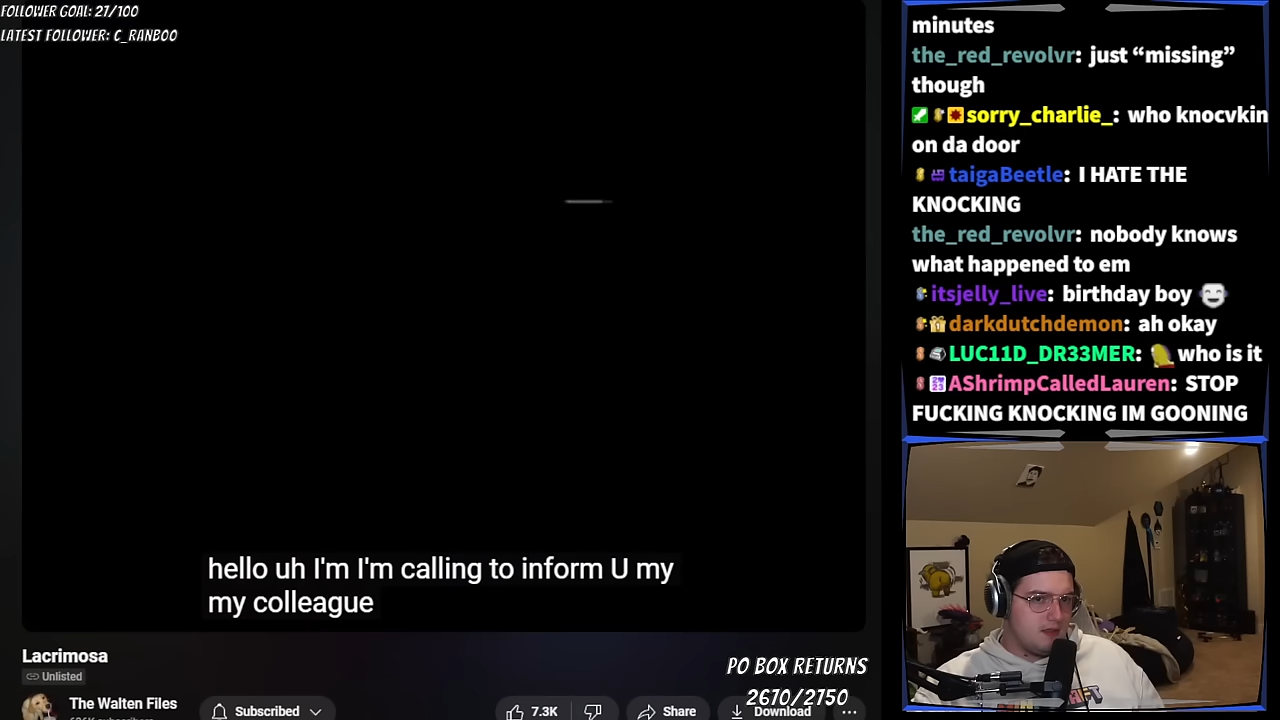 FOLLOWER GOAL: 27/100
LATEST FOLLOWER: C_RANBOO
hello uh I'm I'm calling to inform U my
my colleague
Lacrimosa
Unlisted
The Walten Files
Subscribed
7.3K
Share
Download
PO BOX RETURNS
2670/2750
minutes
the_red_revolvr: just “missing”
though
sorry_charlie_: who knocvkin
on da door
taigaBeetle: I HATE THE
KNOCKING
the_red_revolvr: nobody knows
what happened to em
itsjelly_live: birthday boy
darkdutchdemon: ah okay
LUC11D_DR33MER: who is it
AShrimpCalledLauren: STOP
FUCKING KNOCKING IM GOONING